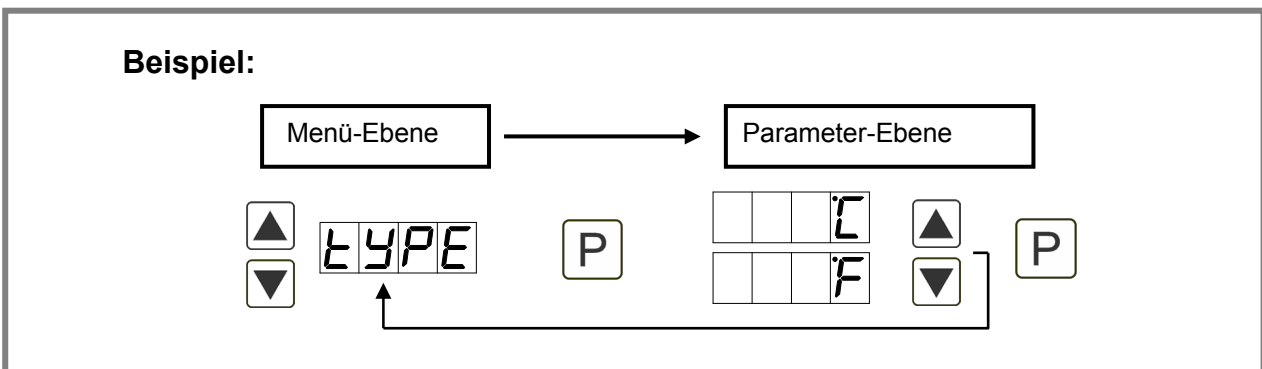 Beispiel:
Menü-Ebene
Parameter-Ebene
tYPE
P
°C
°F
P